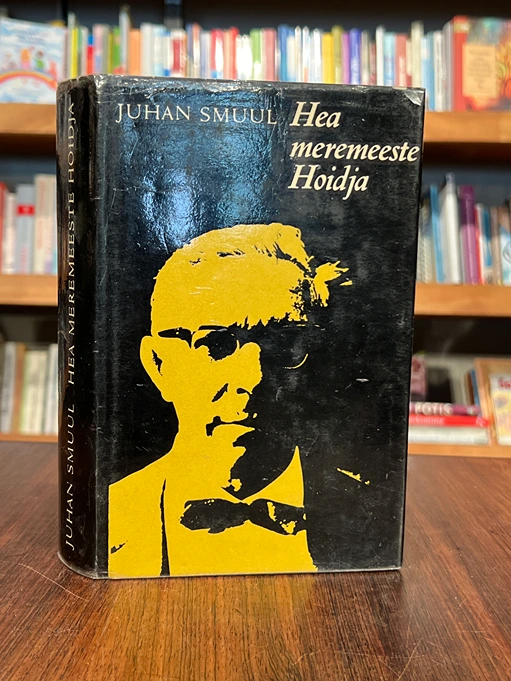 JUHAN SMUUL
Hea
meremeeste
Hoidja
JUHAN SMUUL HEA MEREMEESTE HOIDJA